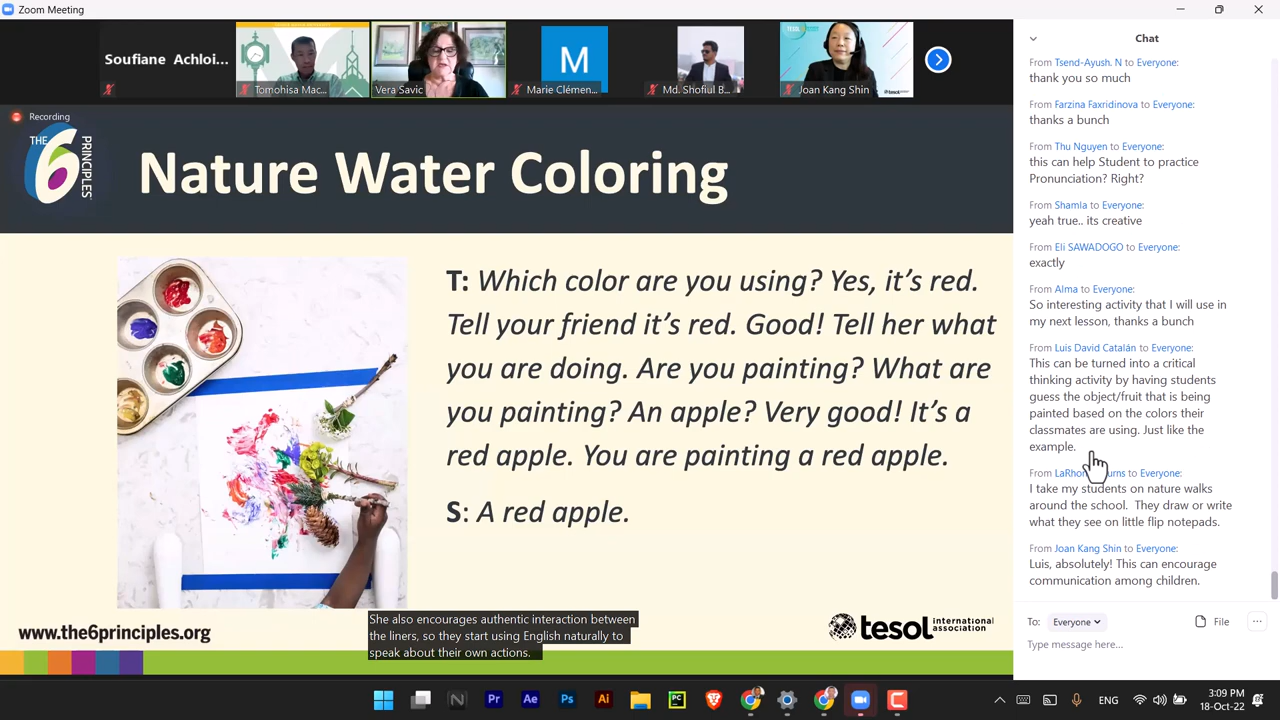 Zoom Meeting
Chat
Soufiane Achloi...
Tomohisa Mac...
Vera Savic
M
Marie Clémen...
Md. Shofiul B...
Joan Kang Shin
Recording
THE 6 PRINCIPLES
Nature Water Coloring
T: Which color are you using? Yes, it's red.
Tell your friend it's red. Good! Tell her what
you are doing. Are you painting? What are
you painting? An apple? Very good! It's a
red apple. You are painting a red apple.
S: A red apple.
www.the6principles.org
She also encourages authentic interaction between
the liners, so they start using English naturally to
speak about their own actions.
tesol international
association
From Tsend-Ayush. N to Everyone:
thank you so much
From Farzina Faxridinova to Everyone:
thanks a bunch
From Thu Nguyen to Everyone:
this can help Student to practice
Pronunciation? Right?
From Shamla to Everyone:
yeah true.. its creative
From Eli SAWADOGO to Everyone:
exactly
From Alma to Everyone:
So interesting activity that I will use in
my next lesson, thanks a bunch
From Luis David Catalán to Everyone:
This can be turned into a critical
thinking activity by having students
guess the object/fruit that is being
painted based on the colors their
classmates are using. Just like the
example.
From to Everyone:
I take my students on nature walks
around the school. They draw or write
what they see on little flip notepads.
From Joan Kang Shin to Everyone:
Luis, absolutely! This can encourage
communication among children.
To: Everyone
File
Type message here...
N
Pr
Ae
Ps
Ai
PC
ENG
3:09 PM
18-Oct-22